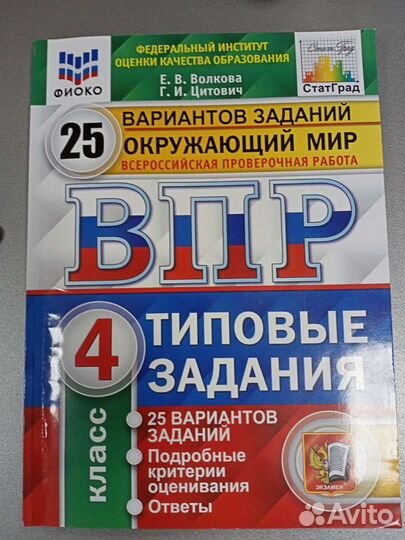 ФЕДЕРАЛЬНЫЙ ИНСТИТУТ
ОЦЕНКИ КАЧЕСТВА ОБРАЗОВАНИЯ
ФИОКО
Е. В. Волкова
Г. И. Цитович
СтатГрад
СтатГрад
25
ВАРИАНТОВ ЗАДАНИЙ
ОКРУЖАЮЩИЙ МИР
ВСЕРОССИЙСКАЯ ПРОВЕРОЧНАЯ РАБОТА
ВПР
4
класс
ТИПОВЫЕ
ЗАДАНИЯ
• 25 ВАРИАНТОВ
ЗАДАНИЙ
• Подробные
критерии
оценивания
• Ответы
ЭКЗАМЕН
Avito